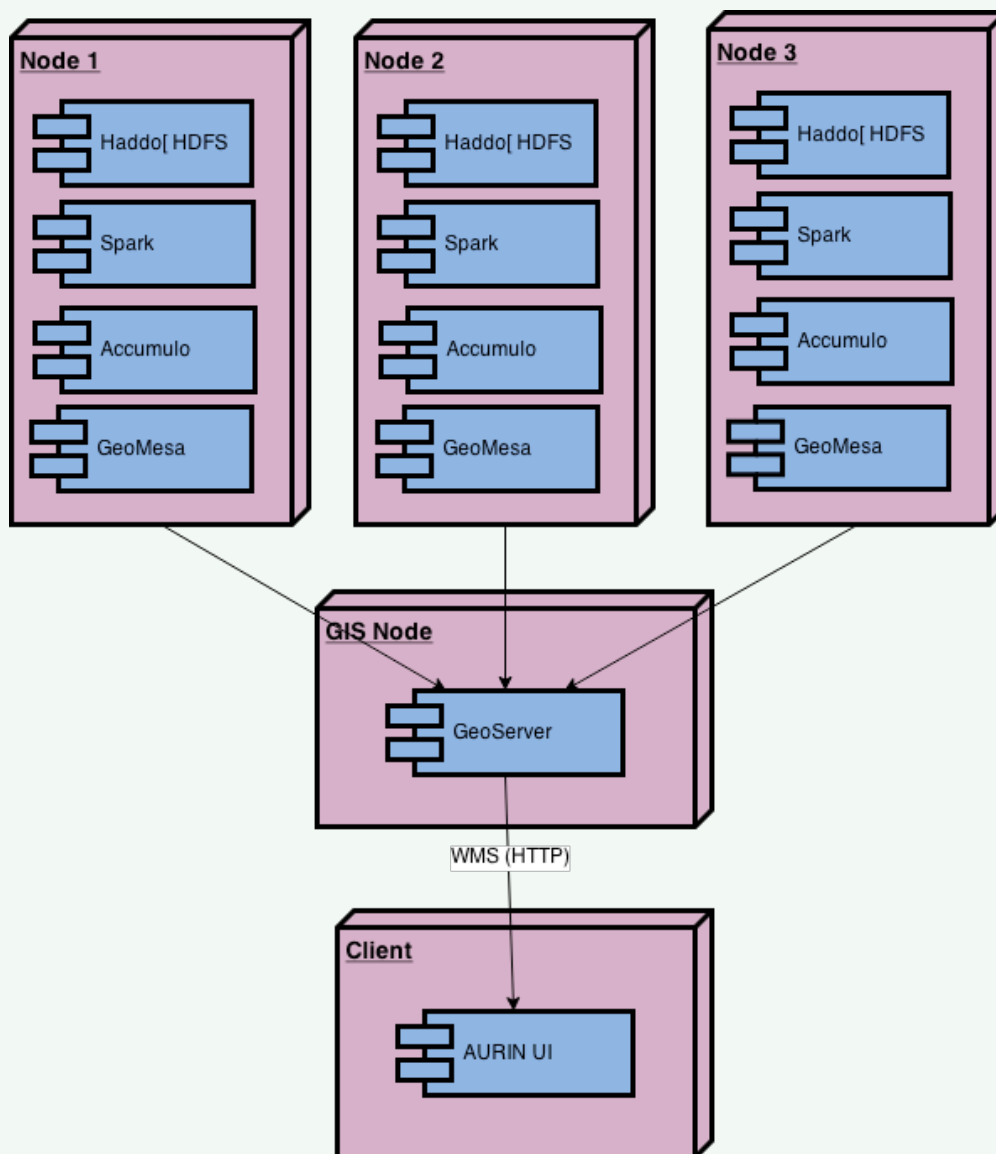 Node 1
Haddo[ HDFS
Spark
Accumulo
GeoMesa
Node 2
Haddo[ HDFS
Spark
Accumulo
GeoMesa
Node 3
Haddo[ HDFS
Spark
Accumulo
GeoMesa
GIS Node
GeoServer
WMS (HTTP)
Client
AURIN UI